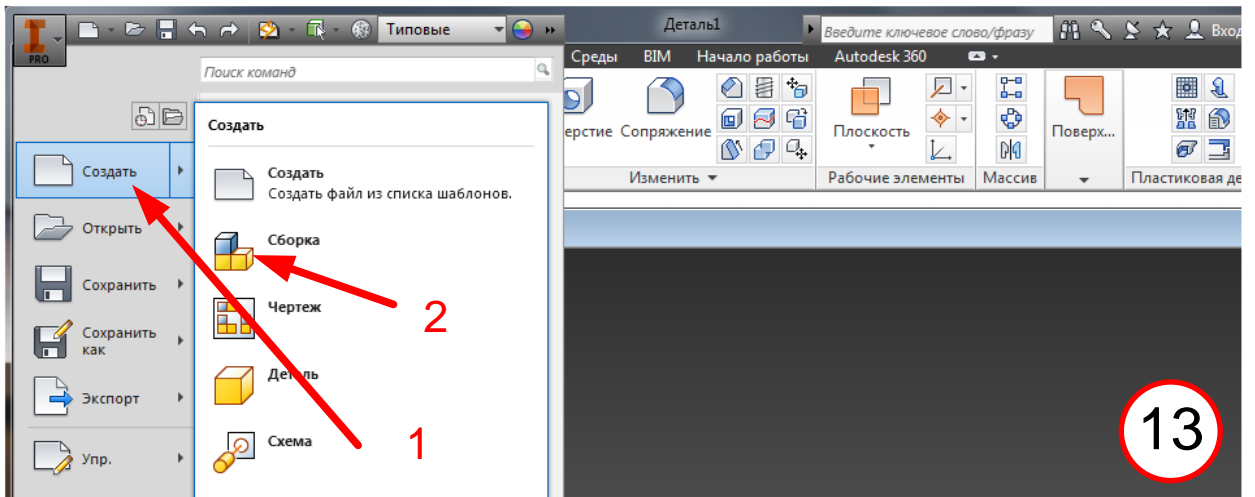 PRO
Типовые
Деталь1
Введите ключевое слово/фразу
Вход
Среды BIM Начало работы Autodesk 360
Поиск команд
Создать
Создать
Создать файл из списка шаблонов.
Сборка
Чертеж
Деталь
Схема
Создать
Открыть
Сохранить
Сохранить
как
Экспорт
Упр.
ерстие Сопряжение
Плоскость
Поверх...
Изменить
Рабочие элементы
Массив
Пластиковая де
1
2
13